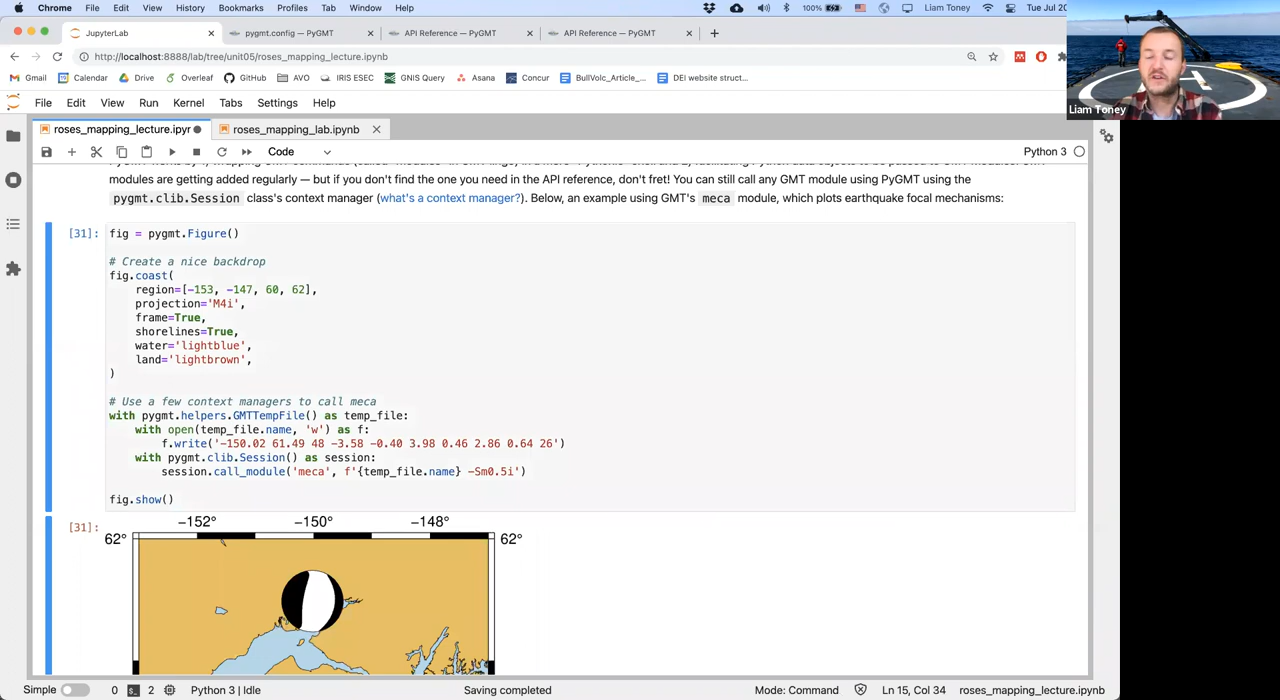 Chrome File Edit View History Bookmarks Profiles Tab Window Help 100% Liam Toney Tue Jul 20
JupyterLab pygmt.config — PyGMT API Reference — PyGMT API Reference — PyGMT
http://localhost:8888/lab/tree/unit05/roses_mapping_lecture.ipynb
Gmail Calendar Drive Overleaf GitHub AVO IRIS ESEC GNIS Query Asana Concur BullVolc_Article_... DEI website struct...
Liam Toney
File Edit View Run Kernel Tabs Settings Help
roses_mapping_lecture.ipyr roses_mapping_lab.ipynb
Code Python 3
modules are getting added regularly — but if you don't find the one you need in the API reference, don't fret! You can still call any GMT module using PyGMT using the
pygmt.clib.Session class's context manager (what's a context manager?). Below, an example using GMT's meca module, which plots earthquake focal mechanisms:
[31]: fig = pygmt.Figure()
# Create a nice backdrop
fig.coast(
region=[-153, -147, 60, 62],
projection='M4i',
frame=True,
shorelines=True,
water='lightblue',
land='lightbrown',
)
# Use a few context managers to call meca
with pygmt.helpers.GMTTempFile() as temp_file:
with open(temp_file.name, 'w') as f:
f.write('-150.02 61.49 48 -3.58 -0.40 3.98 0.46 2.86 0.64 26')
with pygmt.clib.Session() as session:
session.call_module('meca', f'{temp_file.name} -Sm0.5i')
fig.show()
[31]:
−152° −150° −148°
62° 62°
Simple 0 2 Python 3 | Idle Saving completed Mode: Command Ln 15, Col 34 roses_mapping_lecture.ipynb